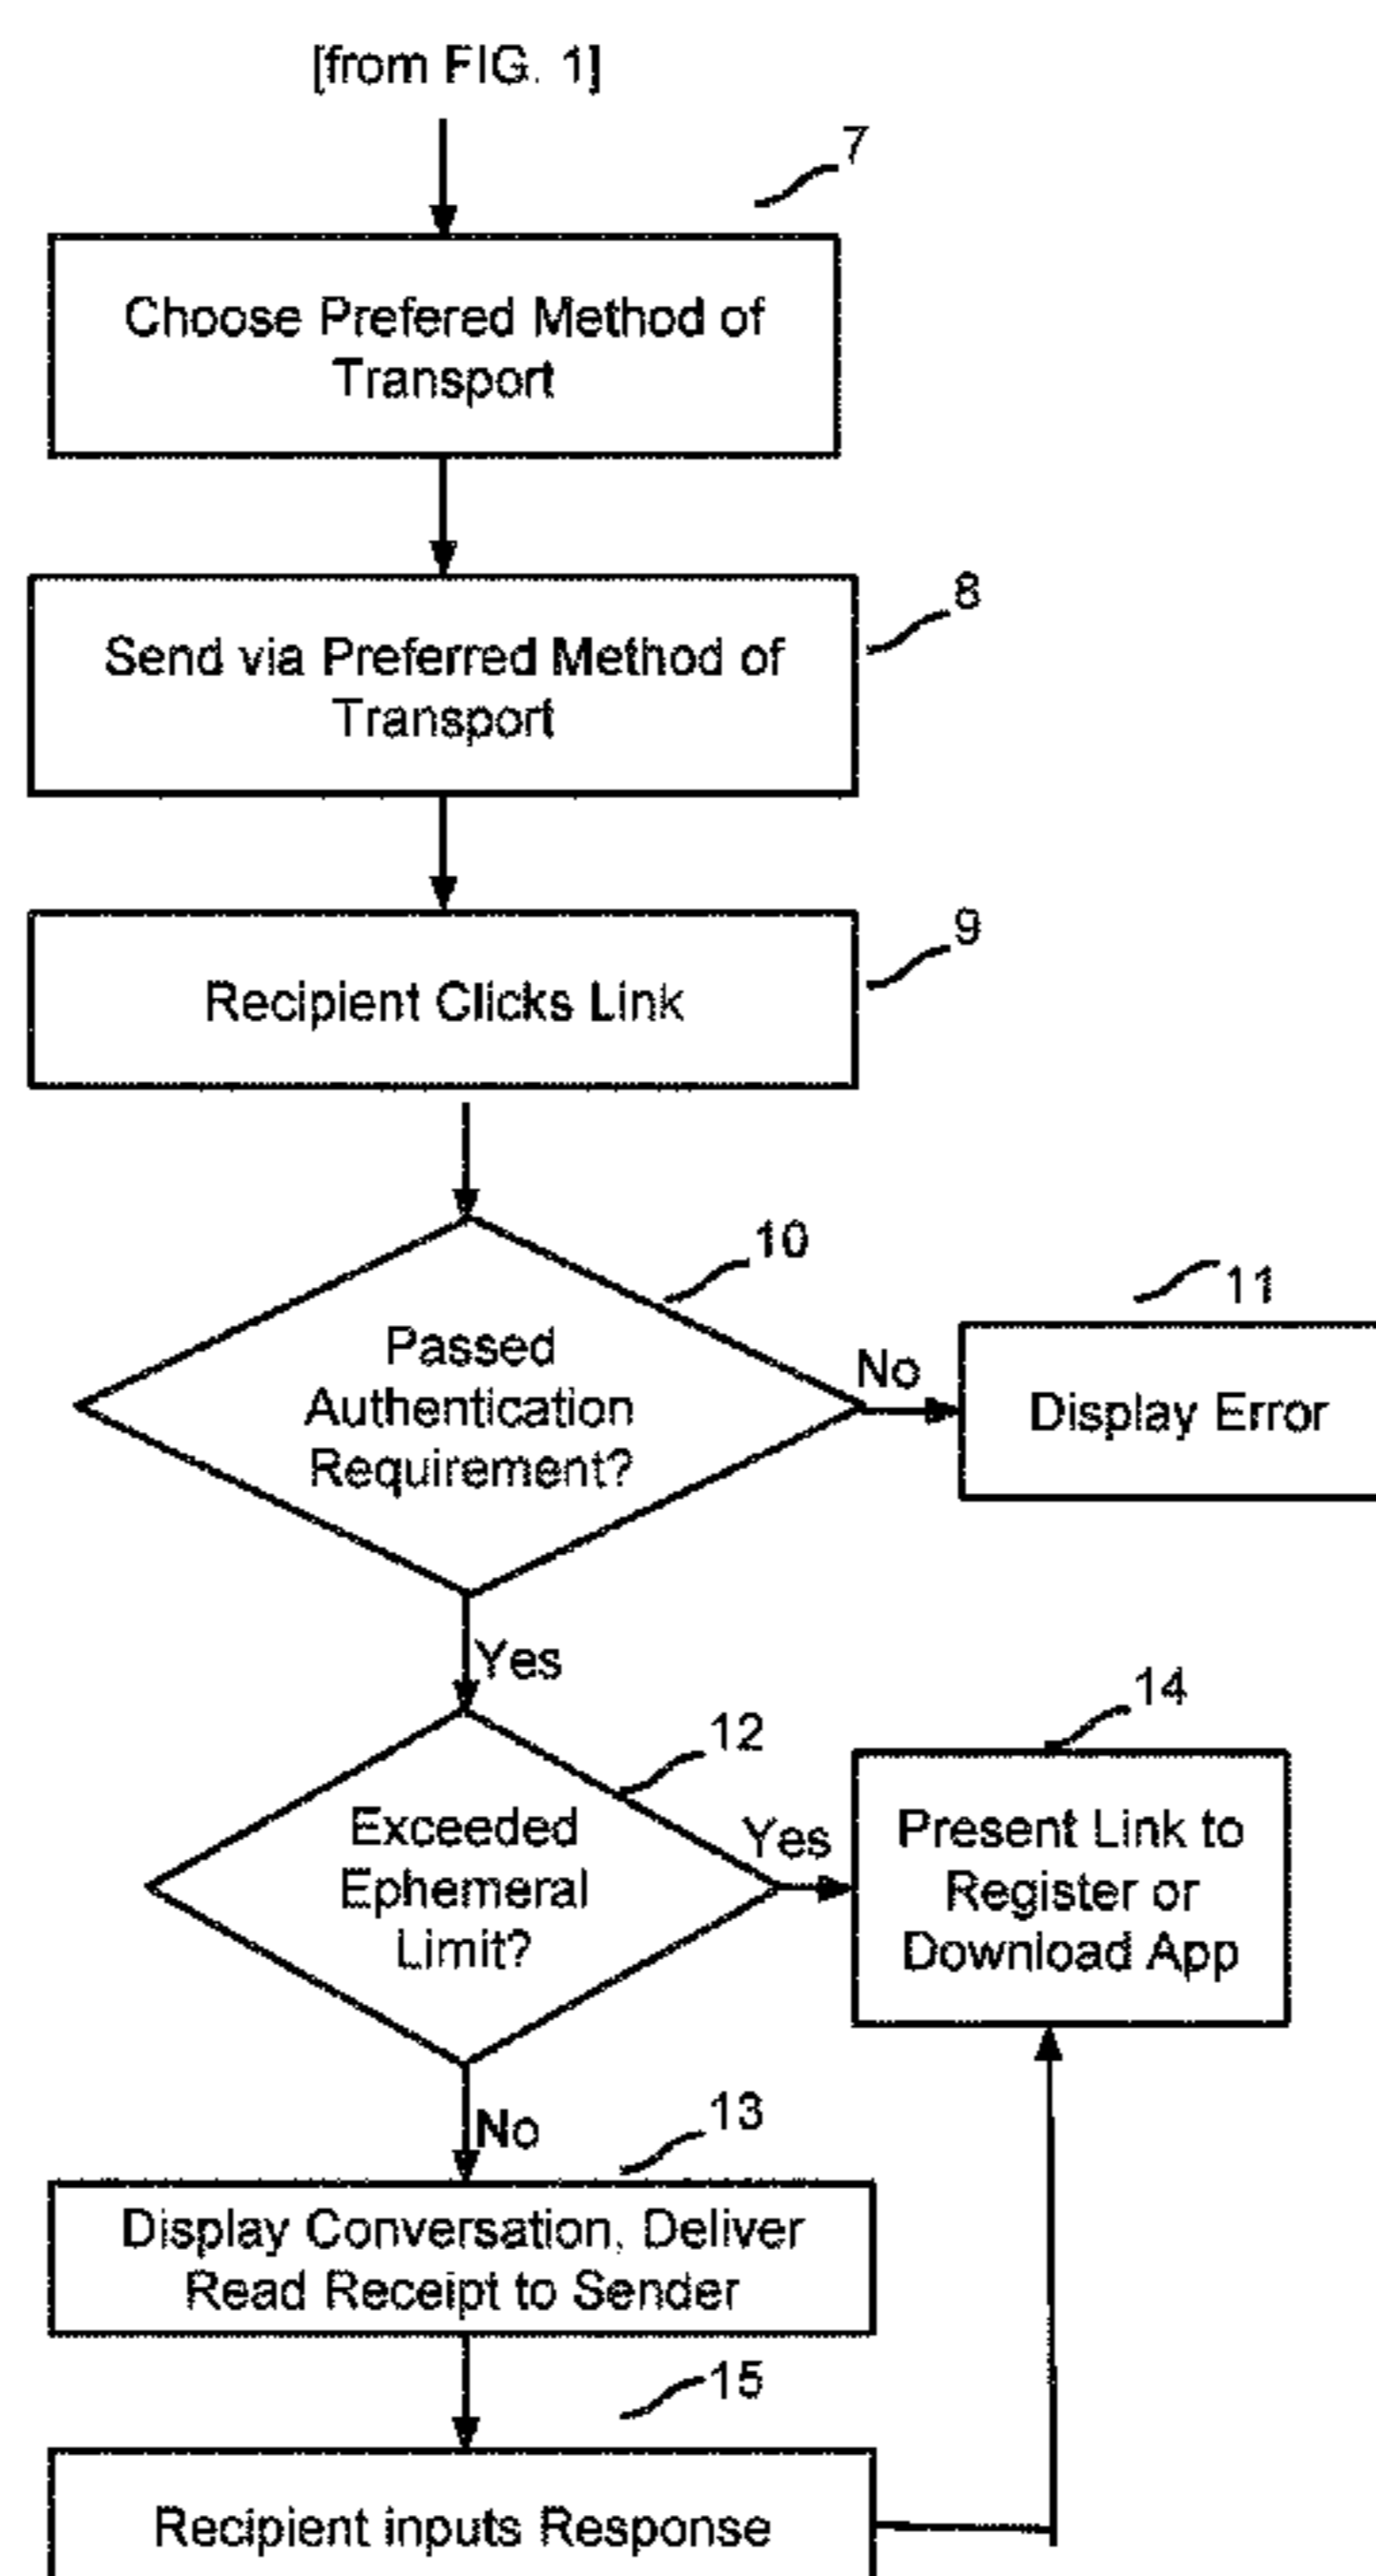 [from FIG. 1]
7
Choose Prefered Method of
Transport
8
Send via Preferred Method of
Transport
9
Recipient Clicks Link
10
Passed
Authentication
Requirement?
No
11
Display Error
Yes
12
Exceeded
Ephemeral
Limit?
Yes
14
Present Link to
Register or
Download App
No
13
Display Conversation, Deliver
Read Receipt to Sender
15
Recipient inputs Response